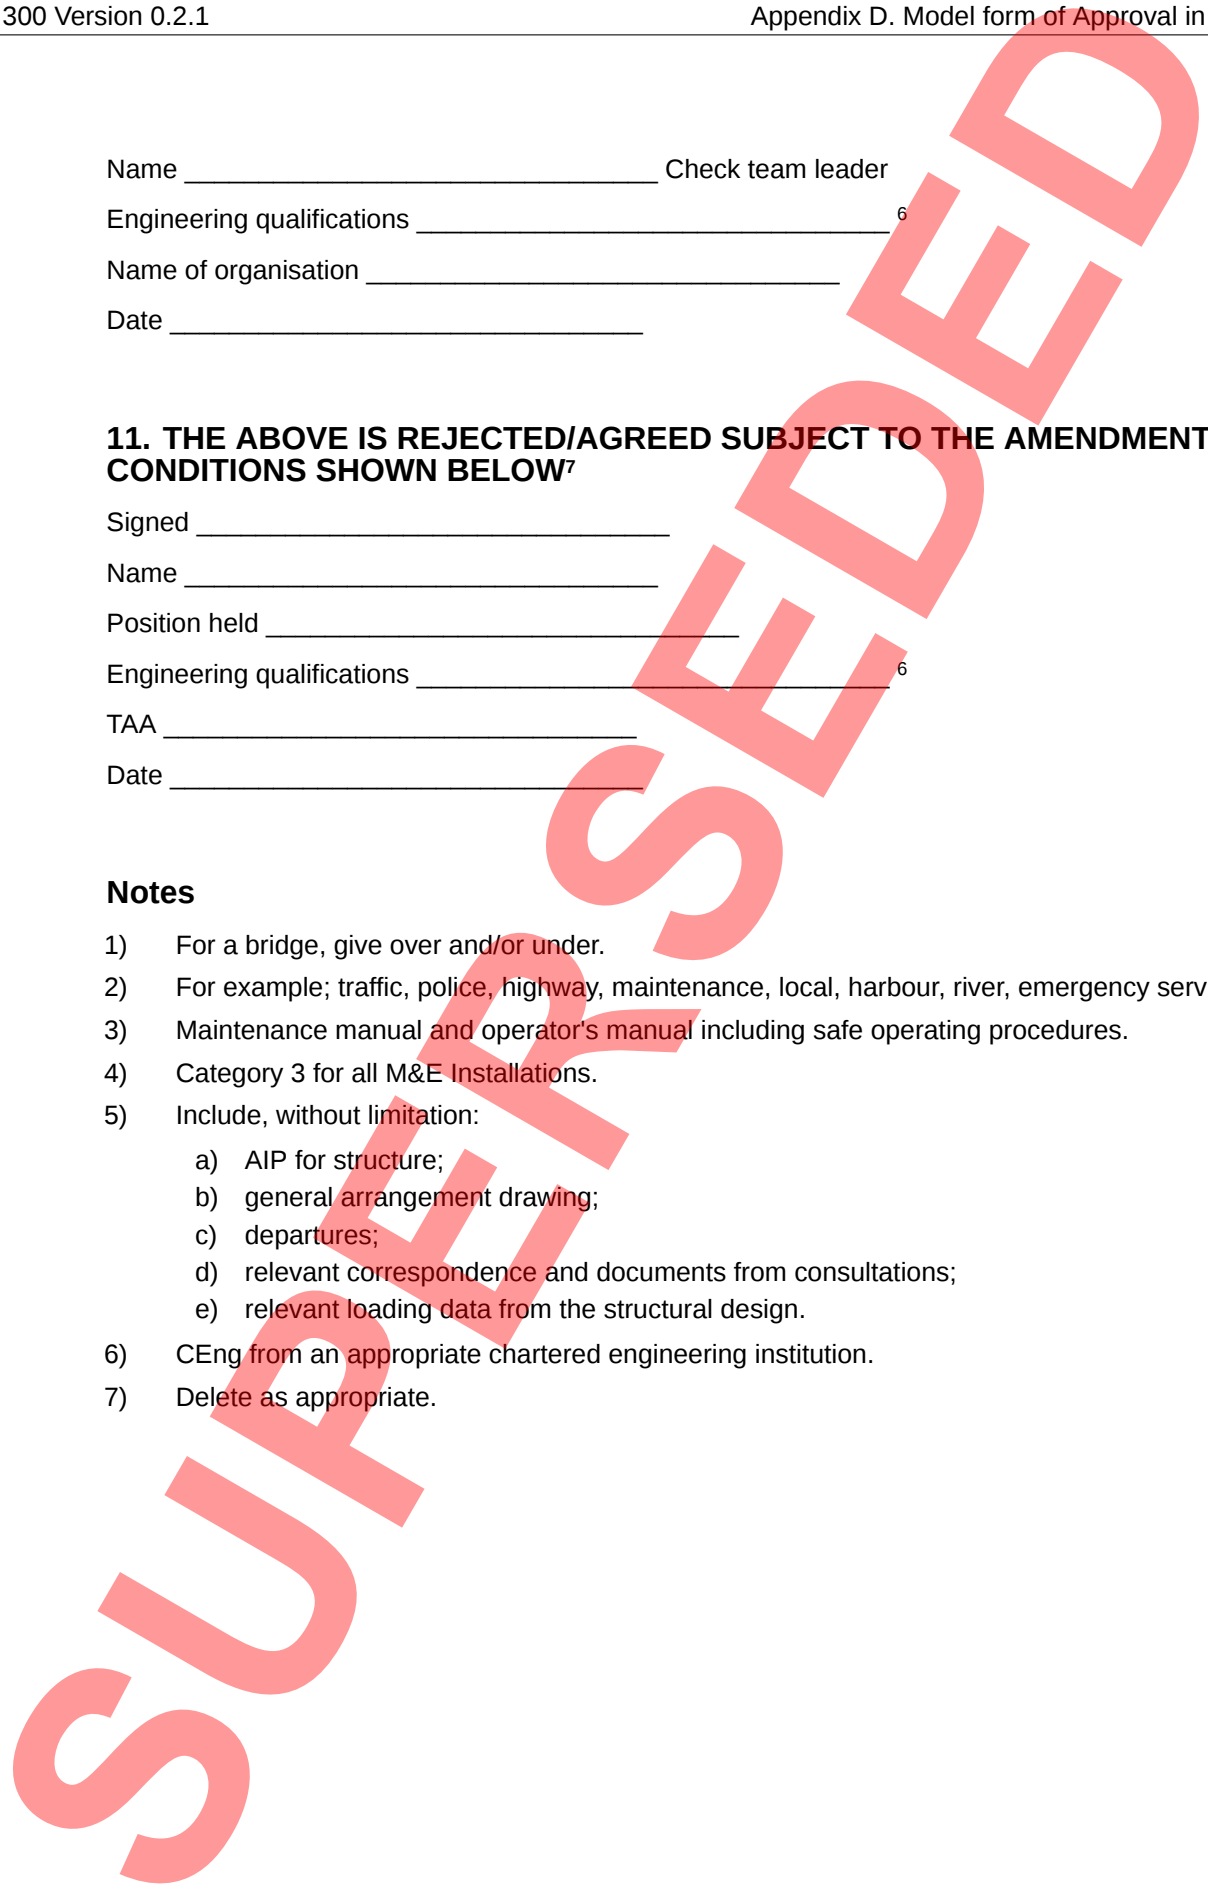 300 Version 0.2.1 Appendix D. Model form of Approval in
Name ________________________________ Check team leader
Engineering qualifications ________________________________ 6
Name of organisation ________________________________
Date ________________________________
11. THE ABOVE IS REJECTED/AGREED SUBJECT TO THE AMENDMENT
CONDITIONS SHOWN BELOW7
Signed ________________________________
Name ________________________________
Position held ________________________________
Engineering qualifications ________________________________ 6
TAA ________________________________
Date ________________________________
Notes
1) For a bridge, give over and/or under.
2) For example; traffic, police, highway, maintenance, local, harbour, river, emergency serv
3) Maintenance manual and operator's manual including safe operating procedures.
4) Category 3 for all M&E Installations.
5) Include, without limitation:
a) AIP for structure;
b) general arrangement drawing;
c) departures;
d) relevant correspondence and documents from consultations;
e) relevant loading data from the structural design.
6) CEng from an appropriate chartered engineering institution.
7) Delete as appropriate.
SUPERSEDED